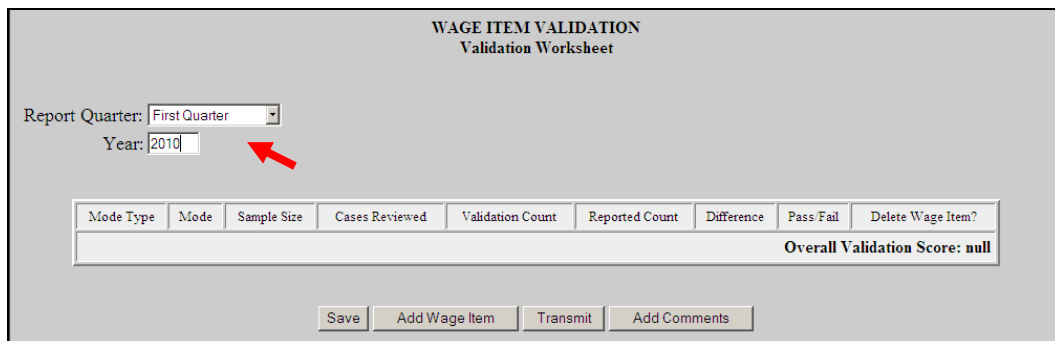 WAGE ITEM VALIDATION
Validation Worksheet
Report Quarter: First Quarter
Year: 2010
Mode Type Mode Sample Size Cases Reviewed Validation Count Reported Count Difference Pass/Fail Delete Wage Item?
Overall Validation Score: null
Save Add Wage Item Transmit Add Comments